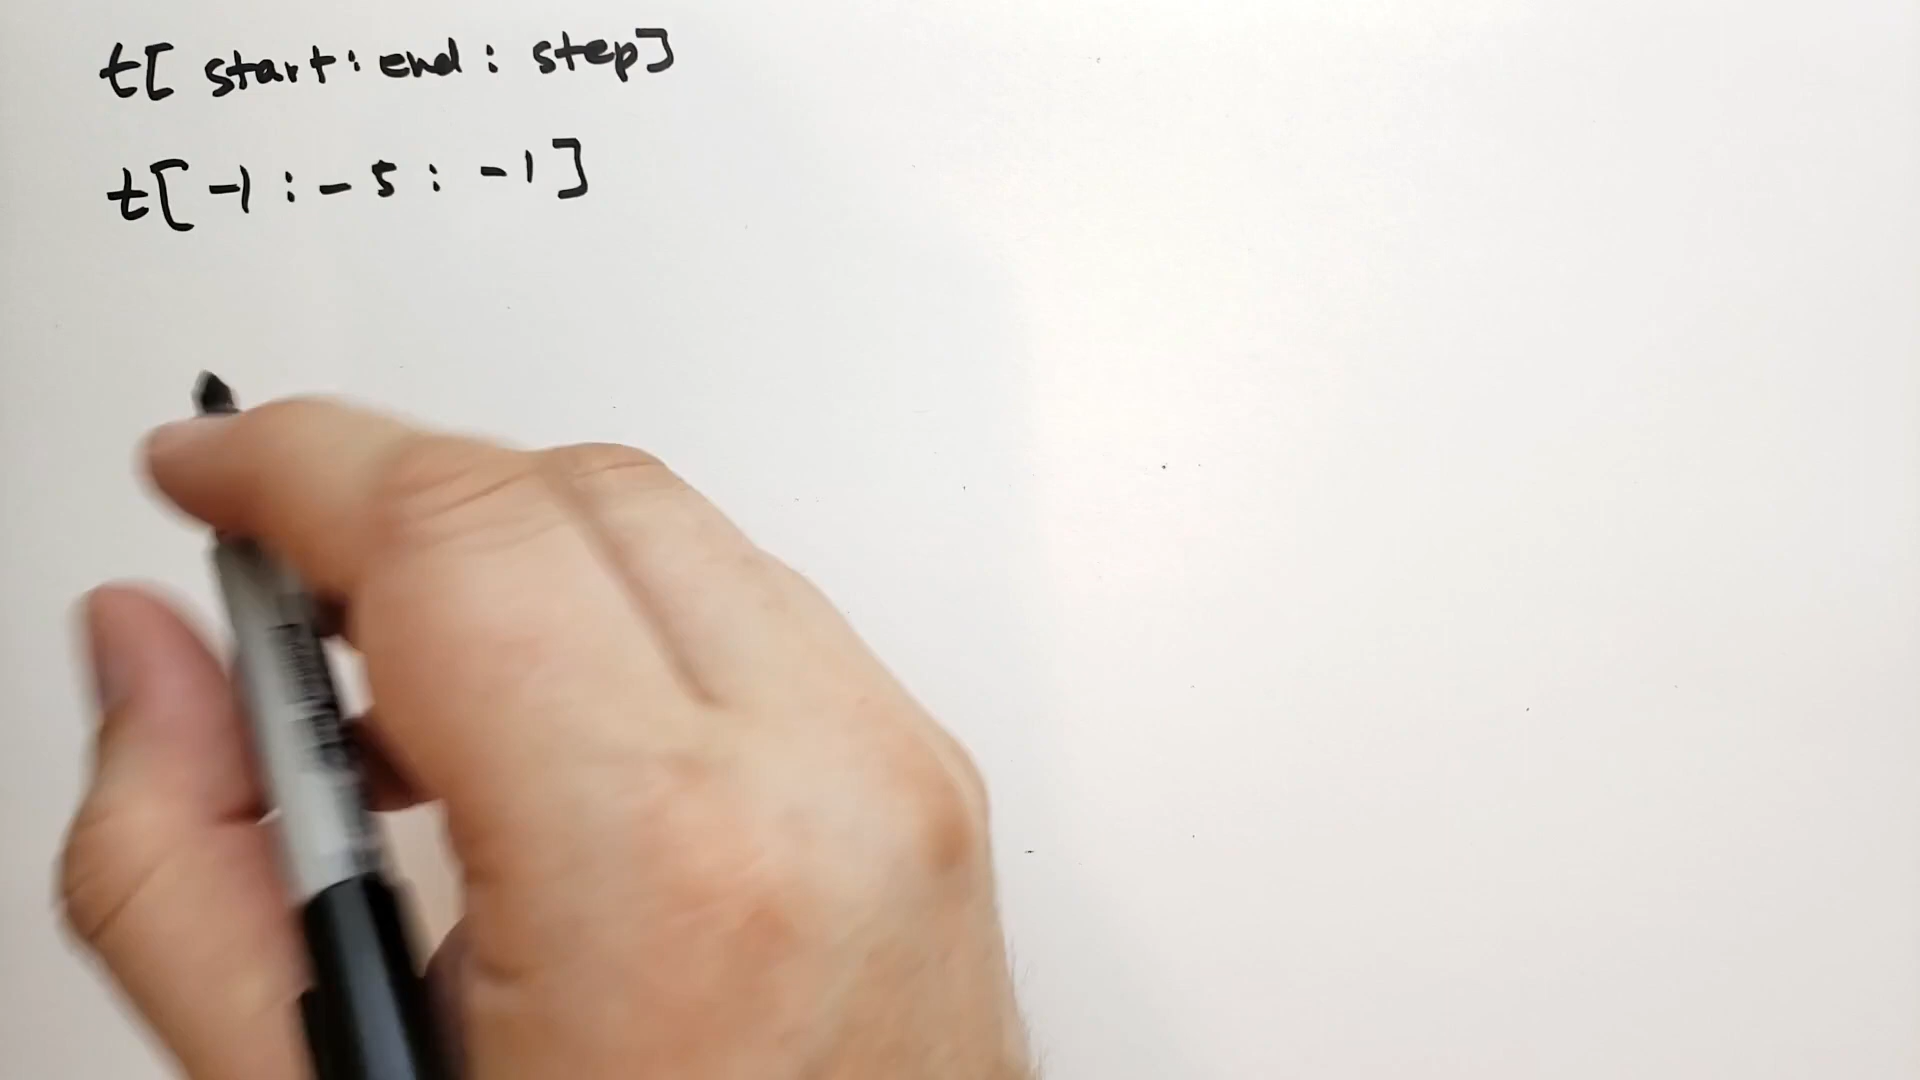 t[ start : end : step]
t[ -1 : - 5 : -1 ]